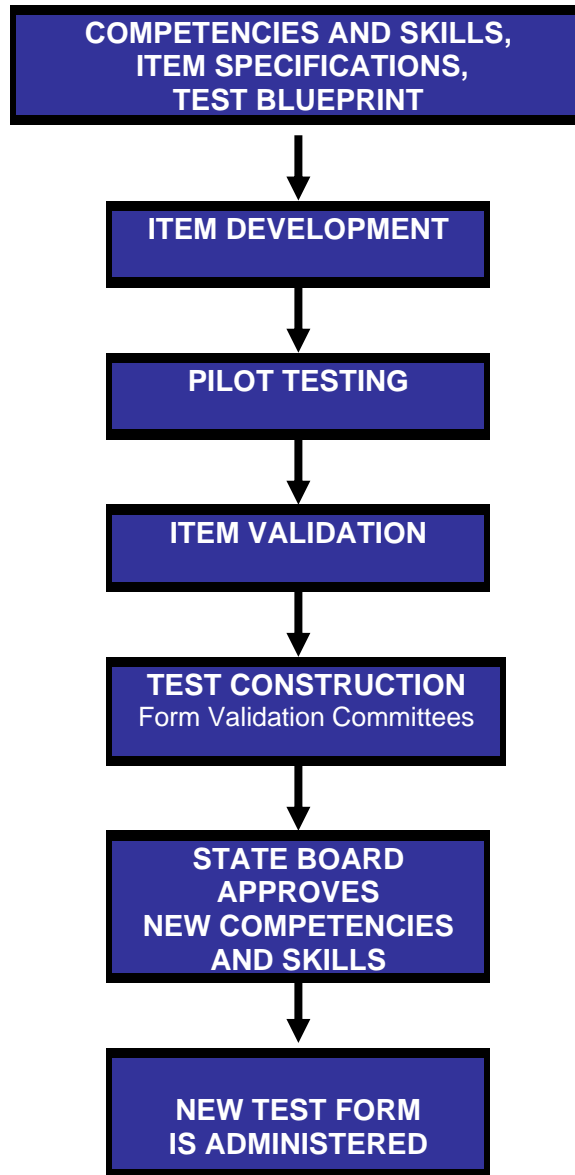 COMPETENCIES AND SKILLS,
ITEM SPECIFICATIONS,
TEST BLUEPRINT
ITEM DEVELOPMENT
PILOT TESTING
ITEM VALIDATION
TEST CONSTRUCTION
Form Validation Committees
STATE BOARD
APPROVES
NEW COMPETENCIES
AND SKILLS
NEW TEST FORM
IS ADMINISTERED